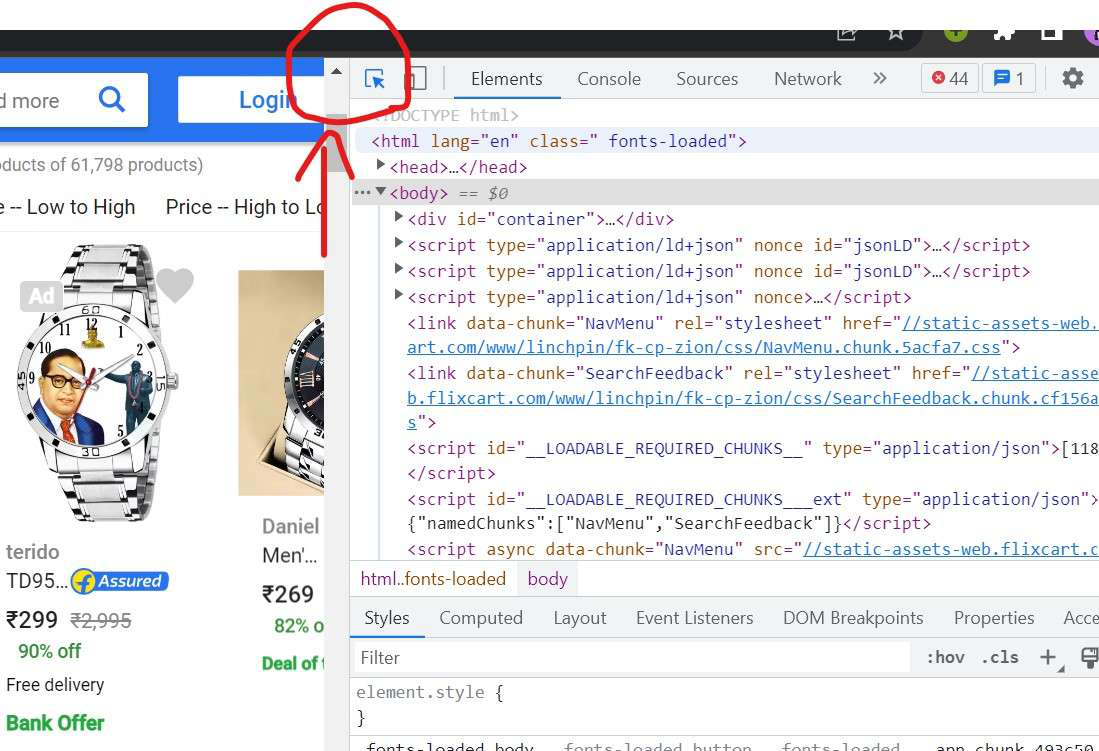 d more
Login
oducts of 61,798 products)
e -- Low to High Price -- High to Lo
Ad
60
12
11
1
10
2
45
9
3
15
5
30
45
30
terido
TD95... Assured
₹299 ₹2,995
90% off
Free delivery
Bank Offer
Daniel
Men'...
₹269
82% o
Deal of t
Elements Console Sources Network » 44 1
<!DOCTYPE html>
<html lang="en" class=" fonts-loaded">
<head>…</head>
<body> == $0
<div id="container">…</div>
<script type="application/ld+json" nonce id="jsonLD">…</script>
<script type="application/ld+json" nonce id="jsonLD">…</script>
<script type="application/ld+json" nonce>…</script>
<link data-chunk="NavMenu" rel="stylesheet" href="//static-assets-web.
art.com/www/linchpin/fk-cp-zion/css/NavMenu.chunk.5acfa7.css">
<link data-chunk="SearchFeedback" rel="stylesheet" href="//static-asse
b.flixcart.com/www/linchpin/fk-cp-zion/css/SearchFeedback.chunk.cf156a
s">
<script id="__LOADABLE_REQUIRED_CHUNKS__" type="application/json">[118
</script>
<script id="__LOADABLE_REQUIRED_CHUNKS___ext" type="application/json">
{"namedChunks":["NavMenu","SearchFeedback"]}</script>
<script async data-chunk="NavMenu" src="//static-assets-web.flixcart.c
html..fonts-loaded body
Styles Computed Layout Event Listeners DOM Breakpoints Properties Acce
Filter :hov .cls +
element.style {
}
.fonts-loaded body, .fonts-loaded button, .fonts-loaded app.chunk.493c50